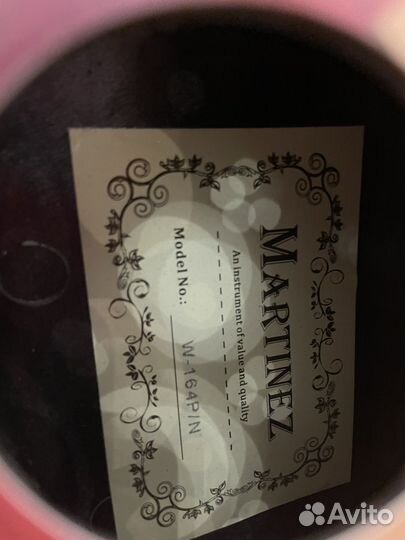 MARTINEZ
An instrument of value and quality
Model No.: W-164P/N
Avito